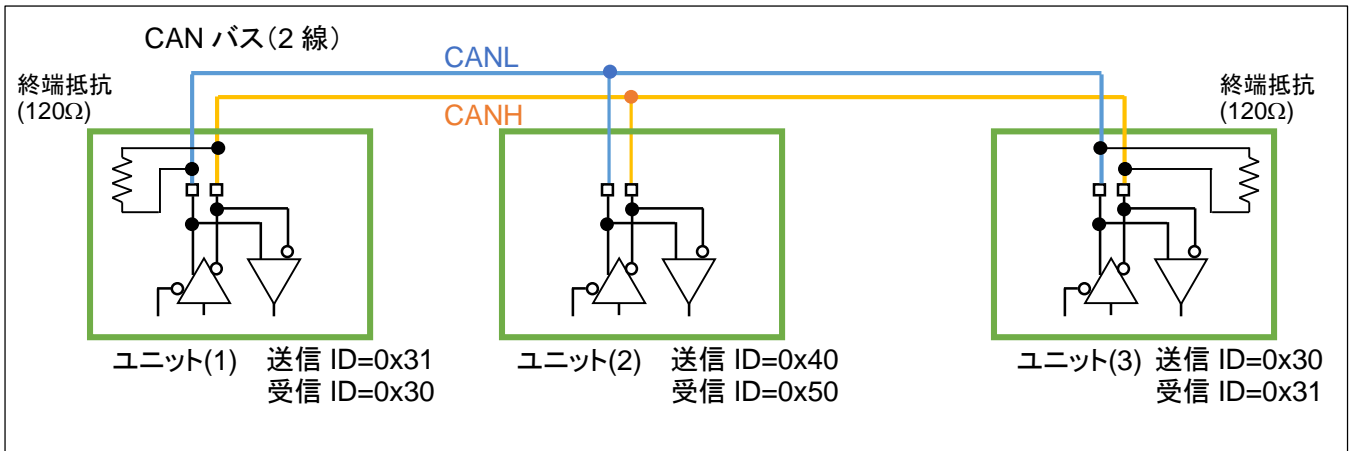 CAN バス(2 線)
CANL
CANH
終端抵抗
(120Ω)
終端抵抗
(120Ω)
ユニット(1) 送信 ID=0x31
受信 ID=0x30
ユニット(2) 送信 ID=0x40
受信 ID=0x50
ユニット(3) 送信 ID=0x30
受信 ID=0x31